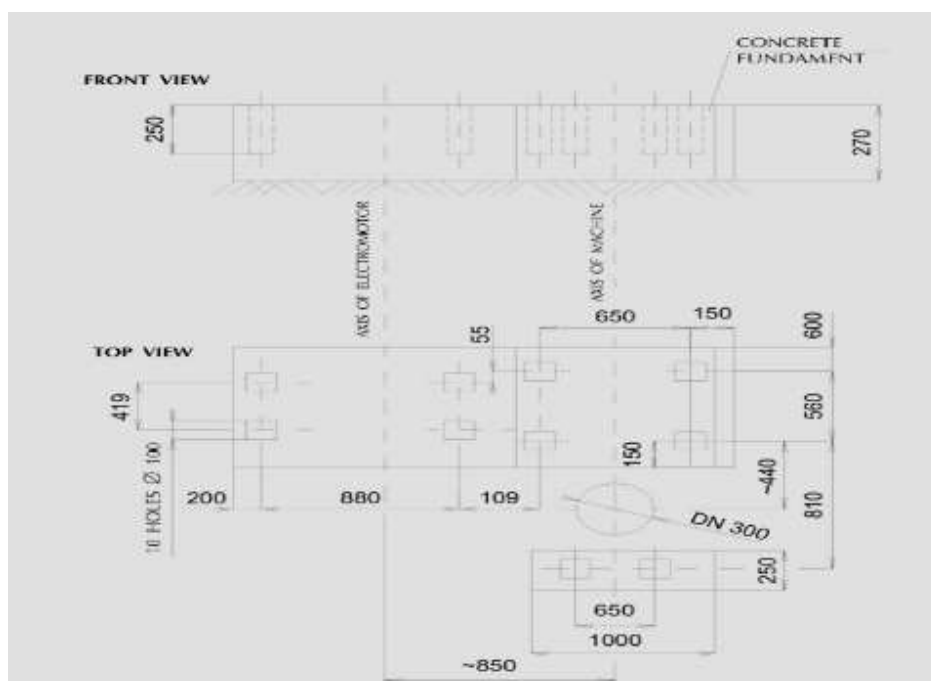 CONCRETE
FUNDAMENT
FRONT VIEW
250
270
AXIS OF ELECTROMOTOR
AXIS OF MACHINE
650
150
600
55
TOP VIEW
419
560
10 HOLES Ø 100
150
~440
810
200
880
109
DN 300
250
650
1000
~850